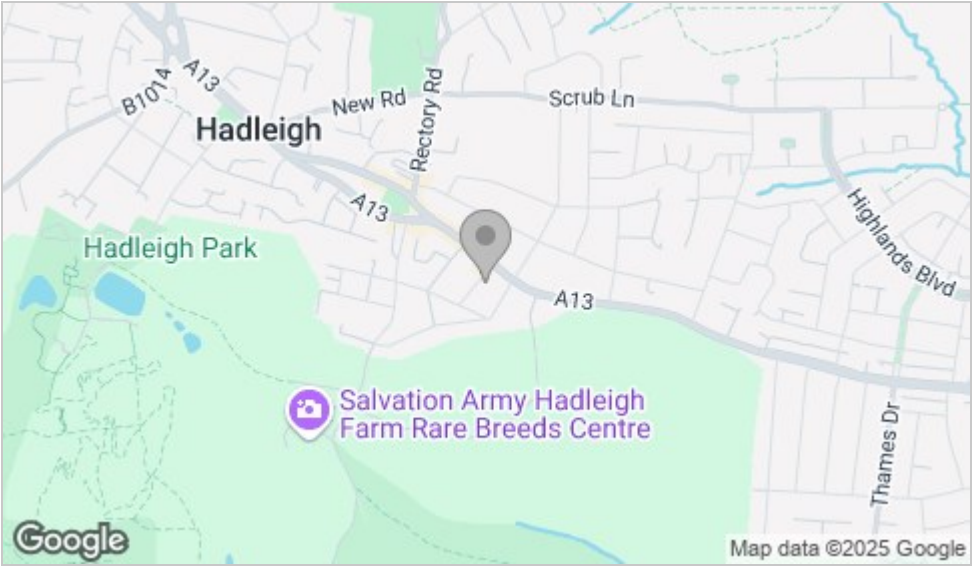 A13
B1014
New Rd
Rectory Rd
Scrub Ln
Hadleigh
A13
Highlands Blvd
Hadleigh Park
A13
Salvation Army Hadleigh
Farm Rare Breeds Centre
Thames Dr
Google
Map data ©2025 Google